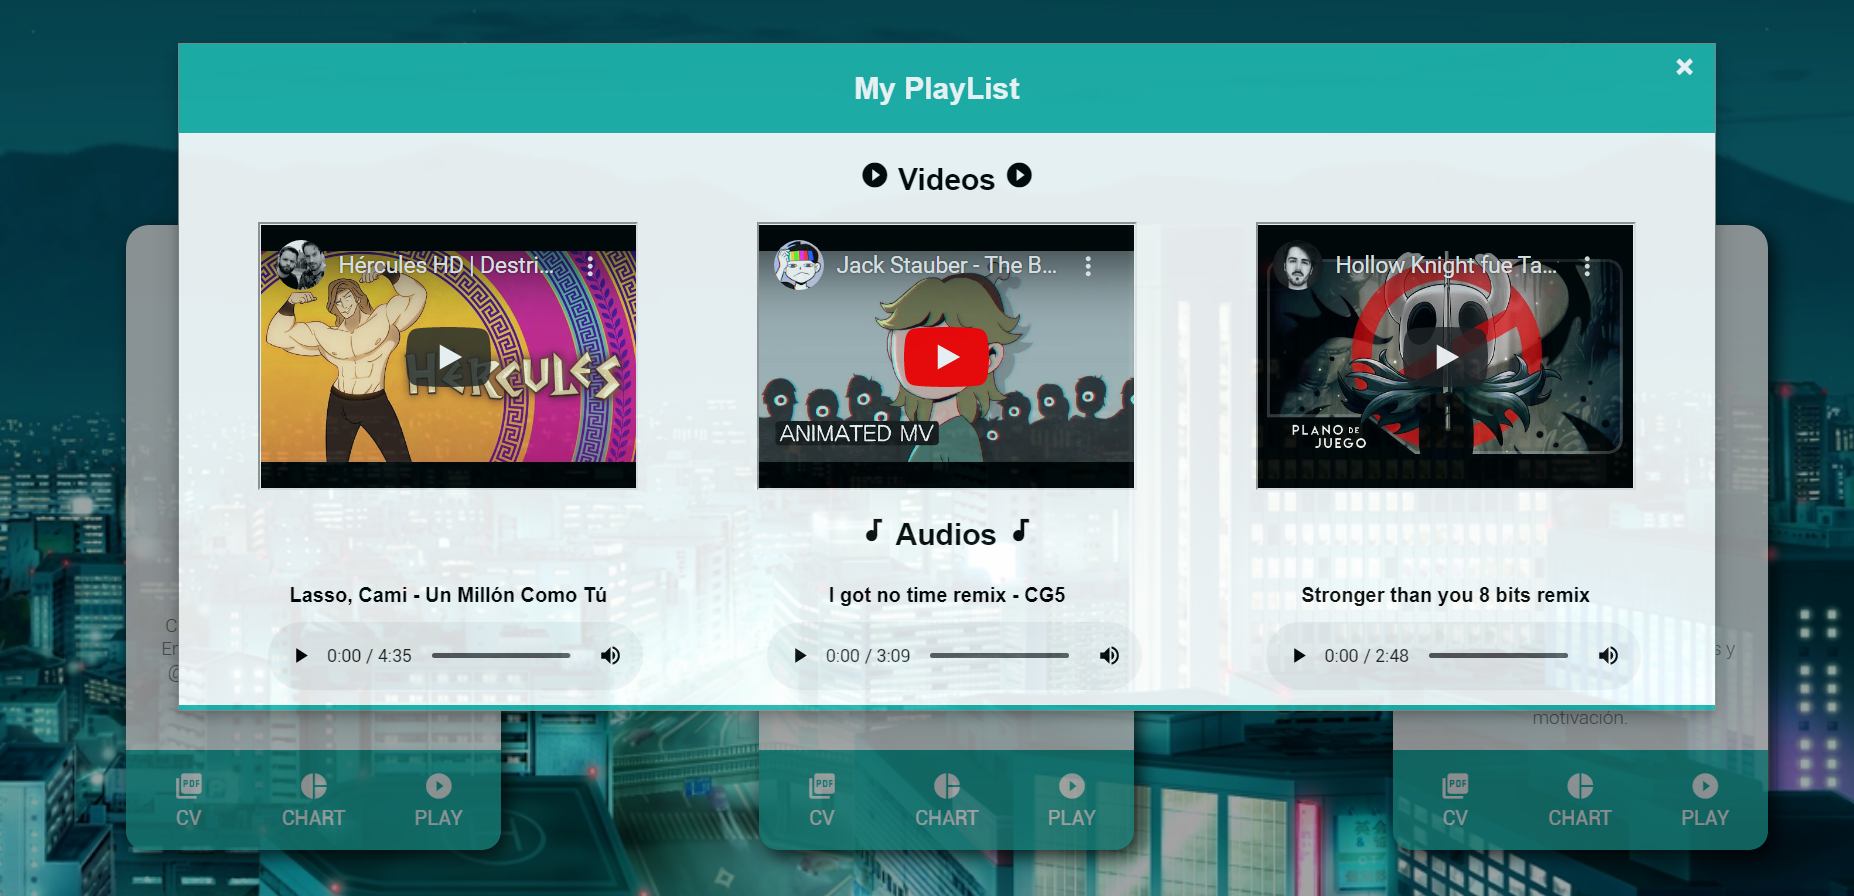 My PlayList
Videos
Hércules HD | Destri...
HÉRCULES
Jack Stauber - The B...
ANIMATED MV
Hollow Knight fue Ta...
PLANO DE
JUEGO
Audios
Lasso, Cami - Un Millón Como Tú
I got no time remix - CG5
Stronger than you 8 bits remix
0:00 / 4:35
0:00 / 3:09
0:00 / 2:48
s y
motivación.
PDF
CV
CHART
PLAY
PDF
CV
CHART
PLAY
PDF
CV
CHART
PLAY